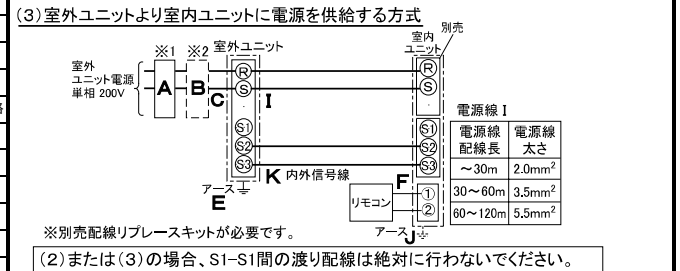 (3)室外ユニットより室内ユニットに電源を供給する方式
別売
※1 ※2 室外ユニット
室内
ユニット
室外
ユニット電源
単相 200V
A B C
R
S
I
R
S
S1
S2
S3
S1
S2
S3
K 内外信号線
アース
E
F
リモコン
①
②
アース J
電源線 I
電源線配線長 電源線太さ
～30m 2.0mm²
30～60m 3.5mm²
60～120m 5.5mm²
※別売配線リプレースキットが必要です。
(2)または(3)の場合、S1-S1間の渡り配線は絶対に行わないでください。